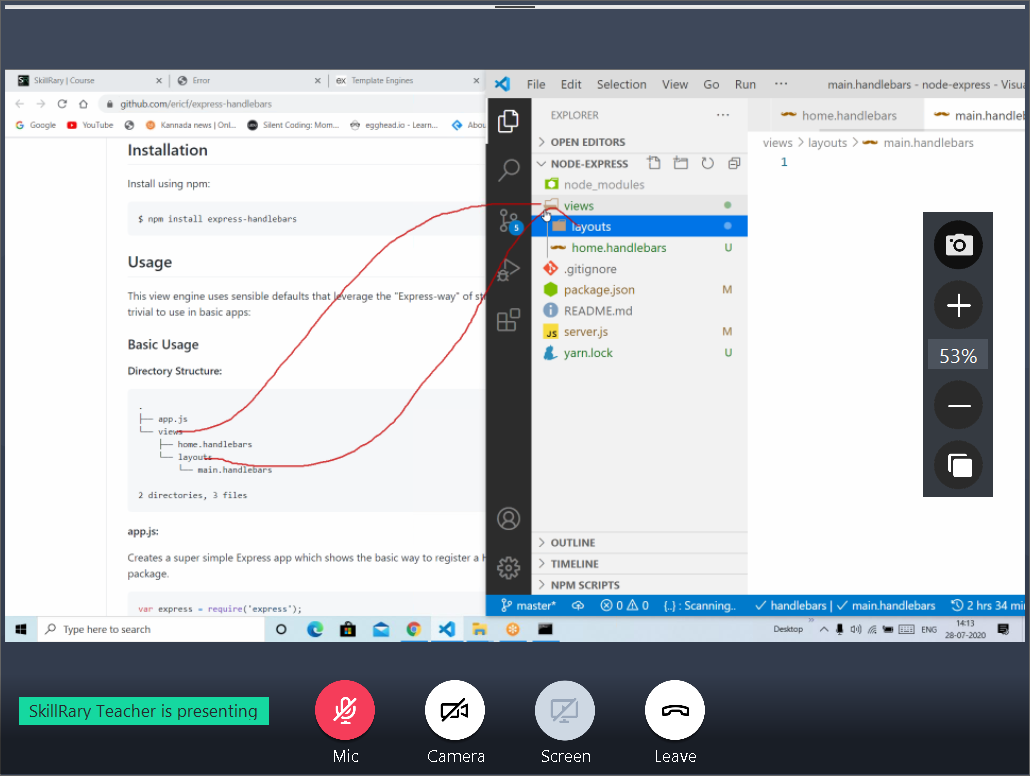 SkillRary | Course
Error
ex Template Engines
github.com/ericf/express-handlebars
Google
YouTube
Kannada news | Onl...
Silent Coding: Mom...
egghead.io - Learn...
Installation
Install using npm:
$ npm install express-handlebars
Usage
This view engine uses sensible defaults that leverage the "Express-way" of
trivial to use in basic apps:
Basic Usage
Directory Structure:
.
├── app.js
└── views
├── home.handlebars
└── layouts
└── main.handlebars
2 directories, 3 files
app.js:
Creates a super simple Express app which shows the basic way to register a
package.
var express = require('express');
File Edit Selection View Go Run ···
main.handlebars - node-express - Visua
EXPLORER
···
home.handlebars
main.handleb
OPEN EDITORS
views > layouts > main.handlebars
NODE-EXPRESS
1
node_modules
views
layouts
home.handlebars U
.gitignore
package.json M
README.md
JS server.js M
yarn.lock U
5
OUTLINE
TIMELINE
NPM SCRIPTS
master* 0 0 {..} : Scanning.. handlebars | main.handlebars 2 hrs 34 mi
Type here to search
Desktop
ENG
14:13
28-07-2020
53%
SkillRary Teacher is presenting
Mic
Camera
Screen
Leave